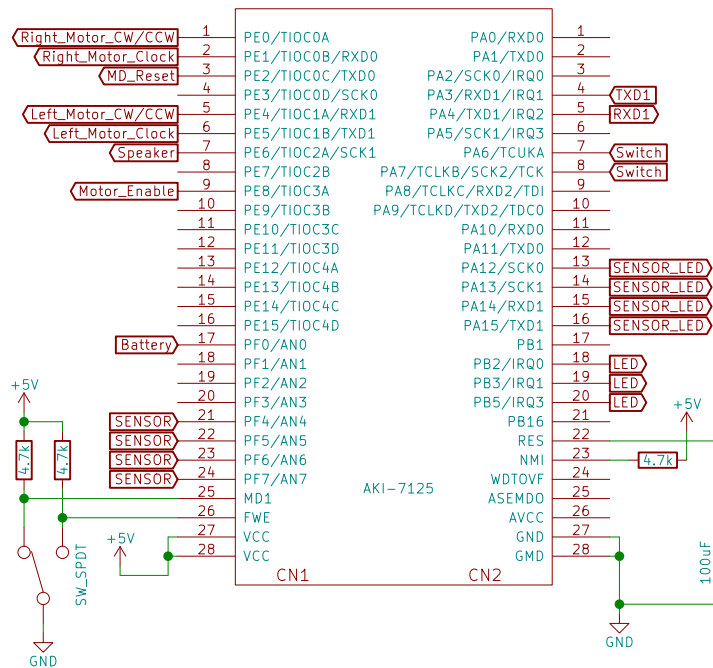 Right_Motor_CW/CCW 1 PE0/TIOC0A PA0/RXD0 1
Right_Motor_Clock 2 PE1/TIOC0B/RXD0 PA1/TXD0 2
MD_Reset 3 PE2/TIOC0C/TXD0 PA2/SCK0/IRQ0 3
4 PE3/TIOC0D/SCK0 PA3/RXD1/IRQ1 4 TXD1
Left_Motor_CW/CCW 5 PE4/TIOC1A/RXD1 PA4/TXD1/IRQ2 5 RXD1
Left_Motor_Clock 6 PE5/TIOC1B/TXD1 PA5/SCK1/IRQ3 6
Speaker 7 PE6/TIOC2A/SCK1 PA6/TCUKA 7 Switch
8 PE7/TIOC2B PA7/TCLKB/SCK2/TCK 8 Switch
Motor_Enable 9 PE8/TIOC3A PA8/TCLKC/RXD2/TDI 9
10 PE9/TIOC3B PA9/TCLKD/TXD2/TDC0 10
11 PE10/TIOC3C PA10/RXD0 11
12 PE11/TIOC3D PA11/TXD0 12
13 PE12/TIOC4A PA12/SCK0 13 SENSOR_LED
14 PE13/TIOC4B PA13/SCK1 14 SENSOR_LED
15 PE14/TIOC4C PA14/RXD1 15 SENSOR_LED
16 PE15/TIOC4D PA15/TXD1 16 SENSOR_LED
Battery 17 PF0/AN0 PB1 17
18 PF1/AN1 PB2/IRQ0 18 LED
19 PF2/AN2 PB3/IRQ1 19 LED
+5V 20 PF3/AN3 PB5/IRQ3 20 LED
SENSOR 21 PF4/AN4 PB16 21 +5V
SENSOR 22 PF5/AN5 RES 22
4.7k 4.7k SENSOR 23 PF6/AN6 NMI 23 4.7k
SENSOR 24 PF7/AN7 WDTOVF 24
25 MD1 AKI-7125 ASEMD0 25
26 FWE AVCC 26
+5V 27 VCC GND 27
28 VCC GMD 28
SW_SPDT CN1 CN2 100uF
GND GND